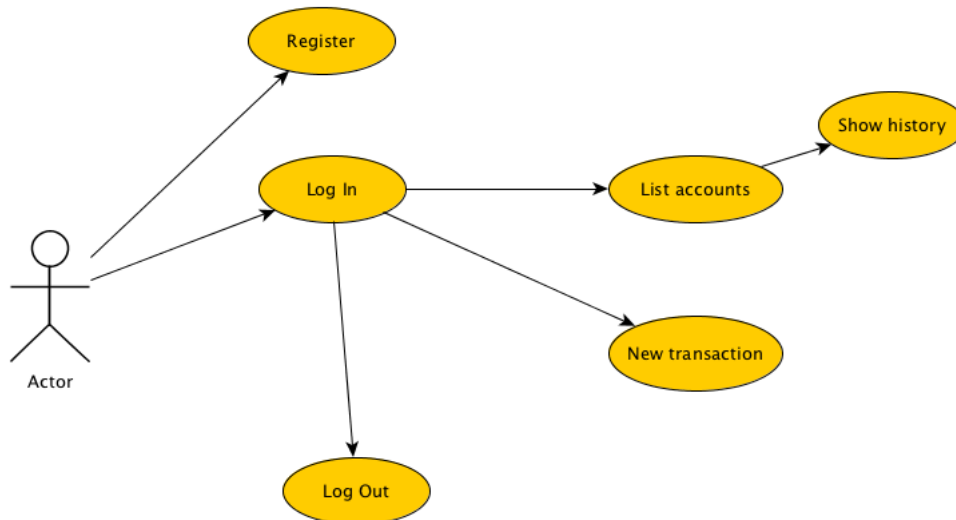 Register
Show history
Log In
List accounts
New transaction
Actor
Log Out